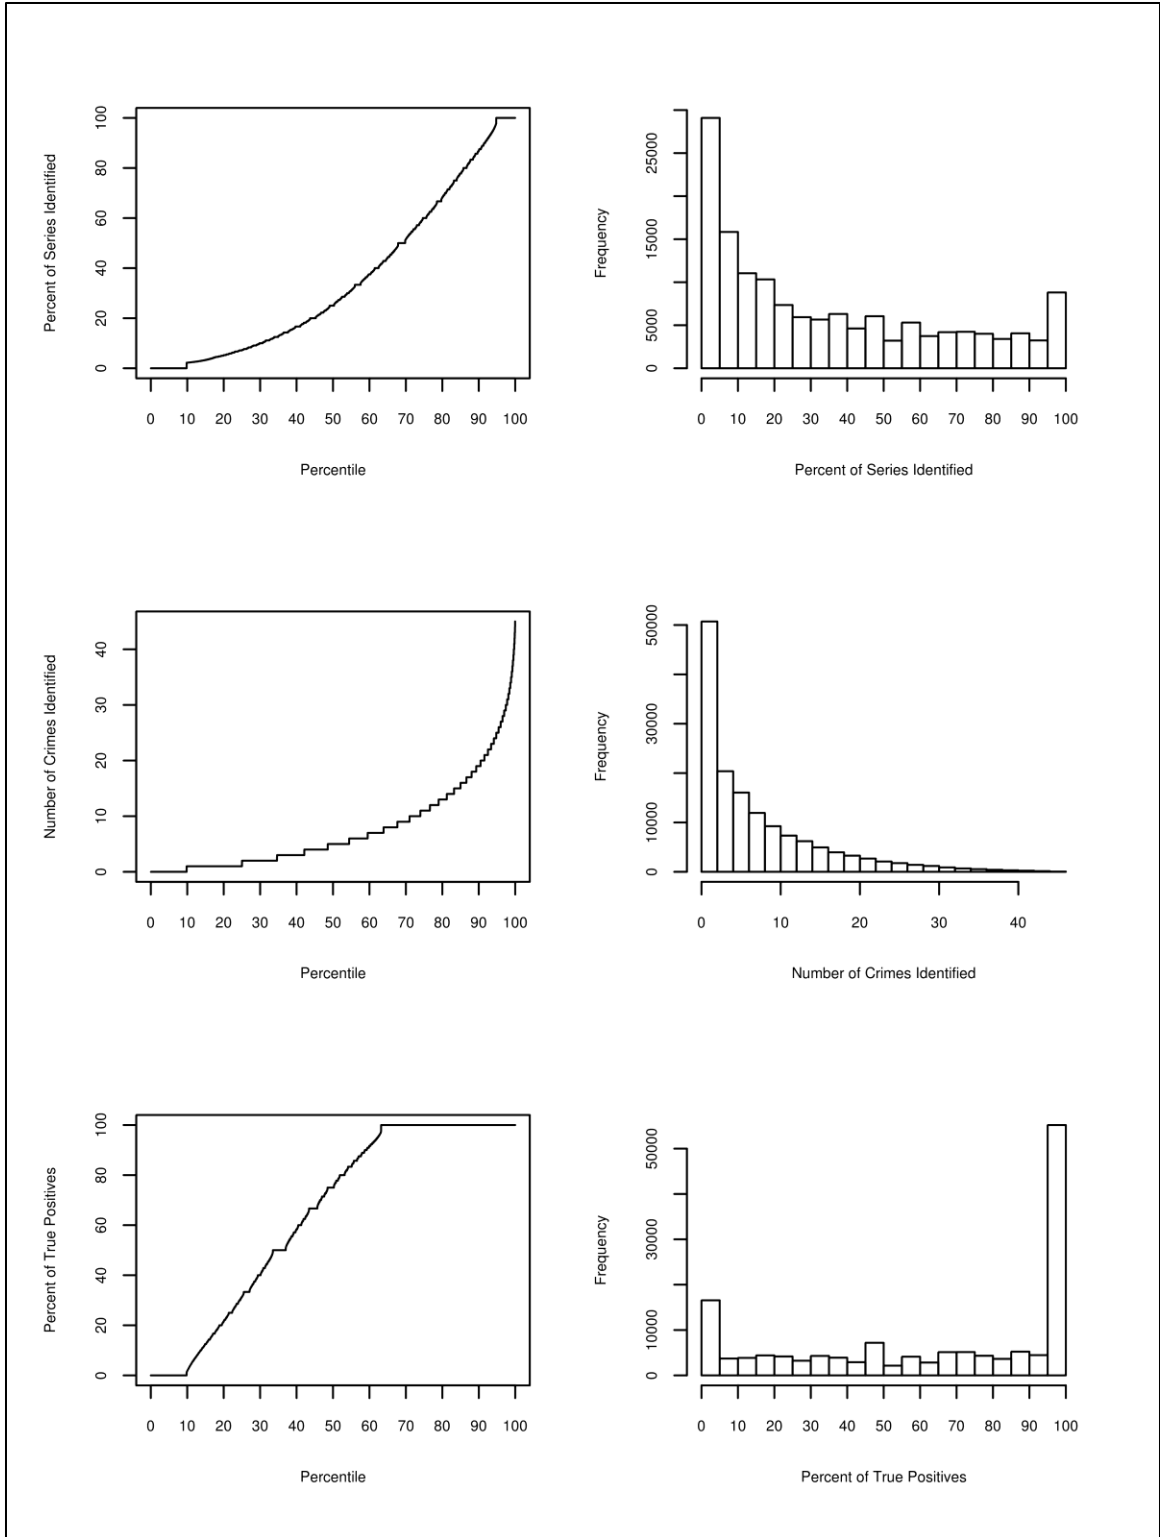 Percent of Series Identified
100
80
60
40
20
0
0 10 20 30 40 50 60 70 80 90 100
Percentile
Frequency
25000
15000
5000
0
0 10 20 30 40 50 60 70 80 90 100
Percent of Series Identified
Number of Crimes Identified
40
30
20
10
0
0 10 20 30 40 50 60 70 80 90 100
Percentile
Frequency
50000
30000
10000
0
0 10 20 30 40
Number of Crimes Identified
Percent of True Positives
100
80
60
40
20
0
0 10 20 30 40 50 60 70 80 90 100
Percentile
Frequency
50000
30000
10000
0
0 10 20 30 40 50 60 70 80 90 100
Percent of True Positives